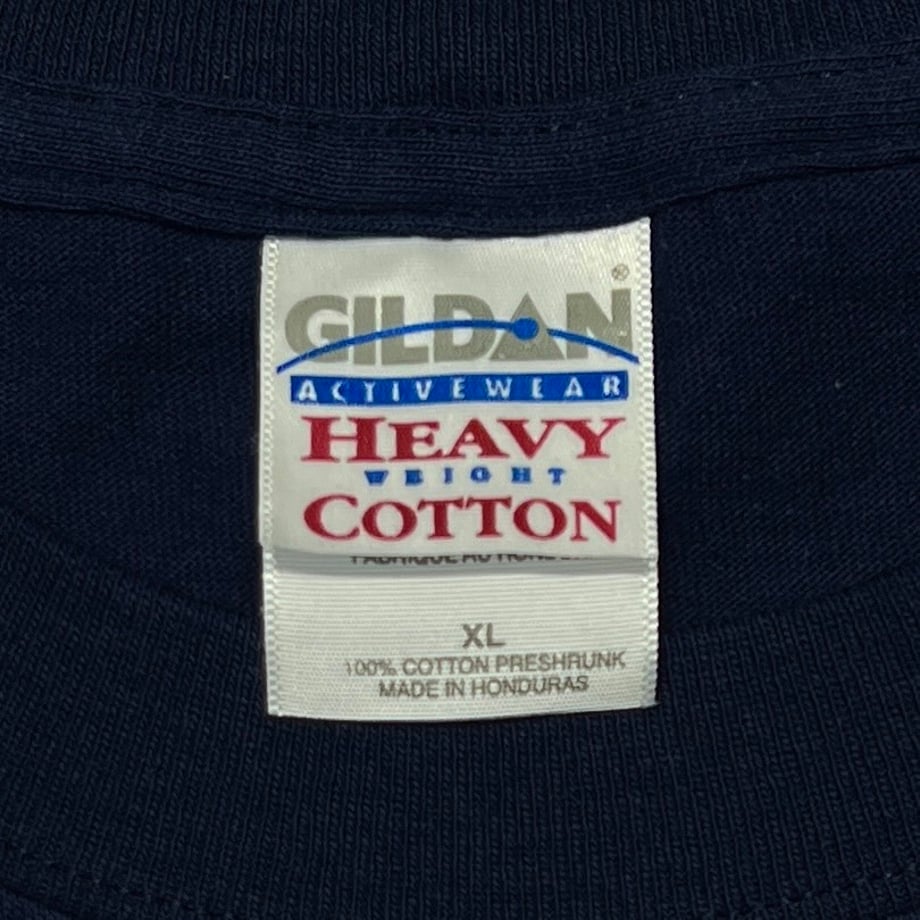 GILDAN®
ACTIVEWEAR
HEAVY
WEIGHT
COTTON
XL
100% COTTON PRESHRUNK
MADE IN HONDURAS